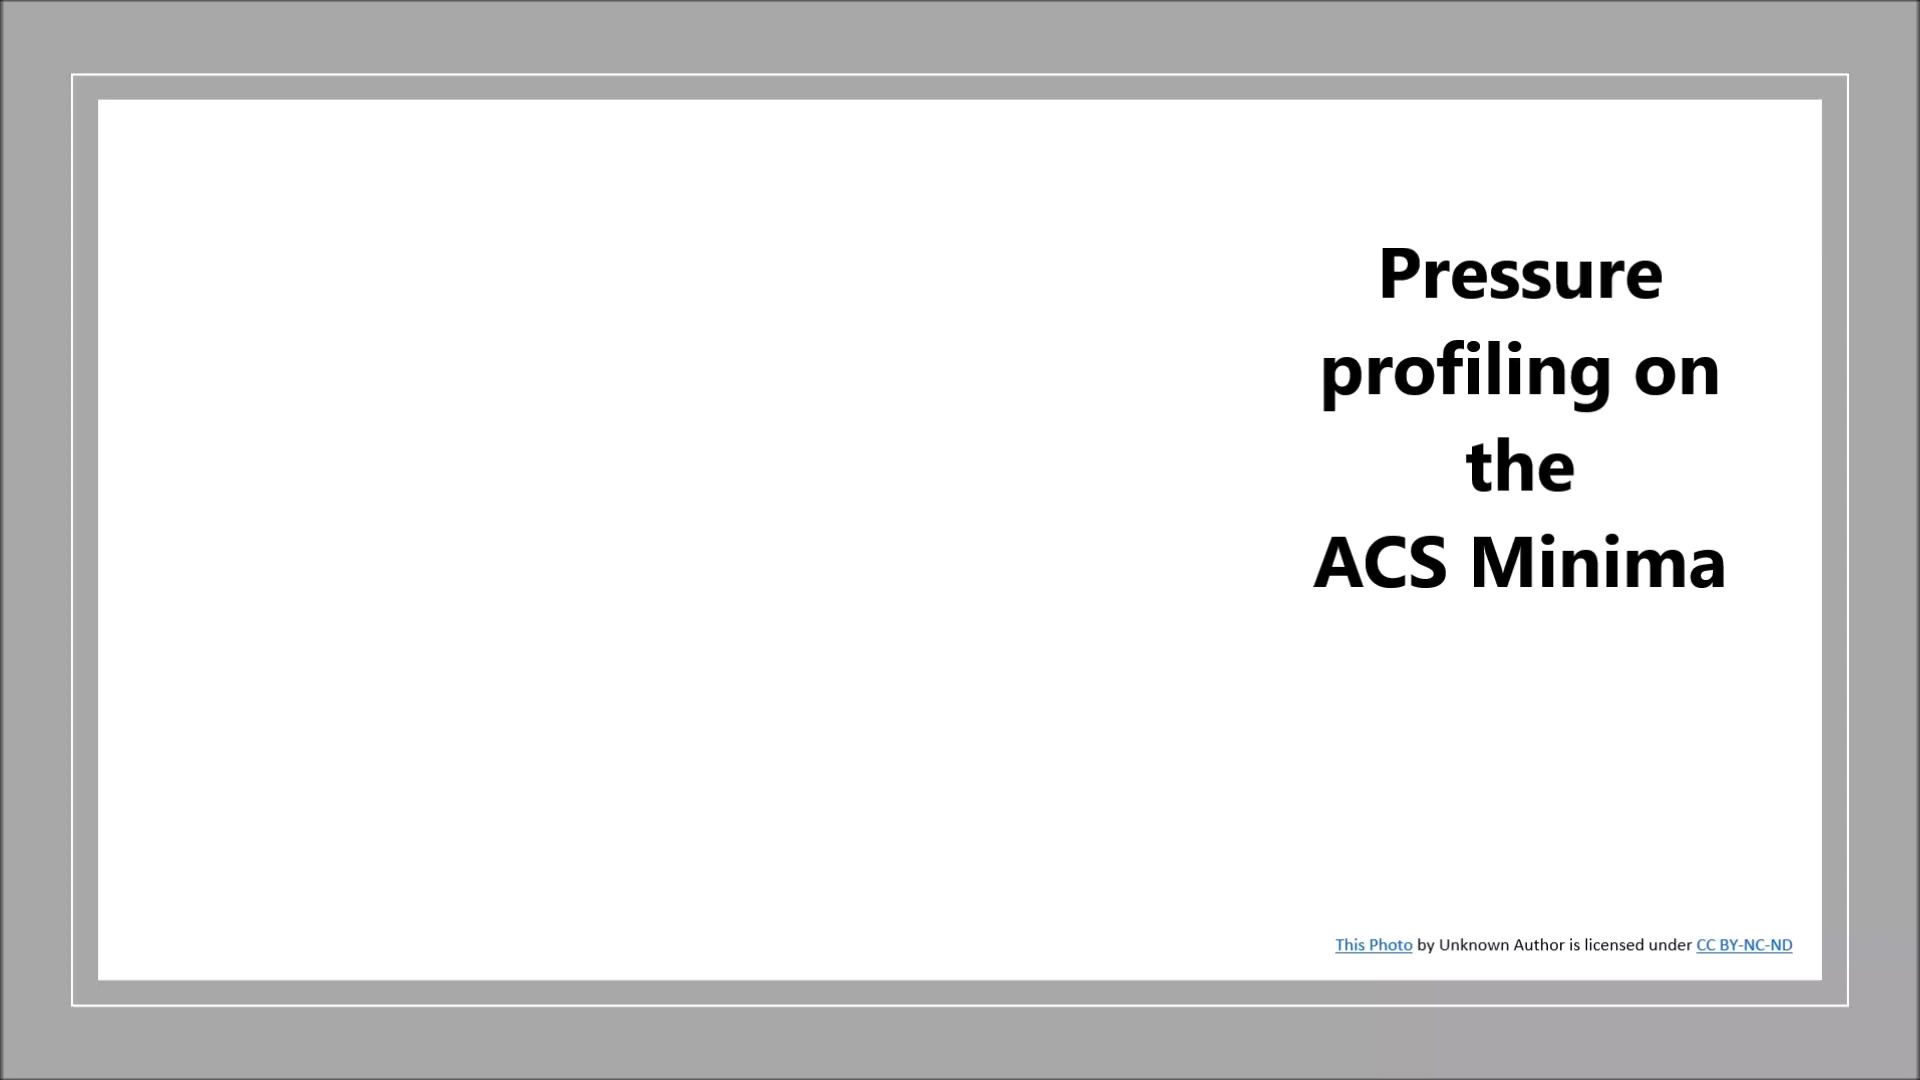 Pressure
profiling on
the
ACS Minima
This Photo by Unknown Author is licensed under CC BY-NC-ND